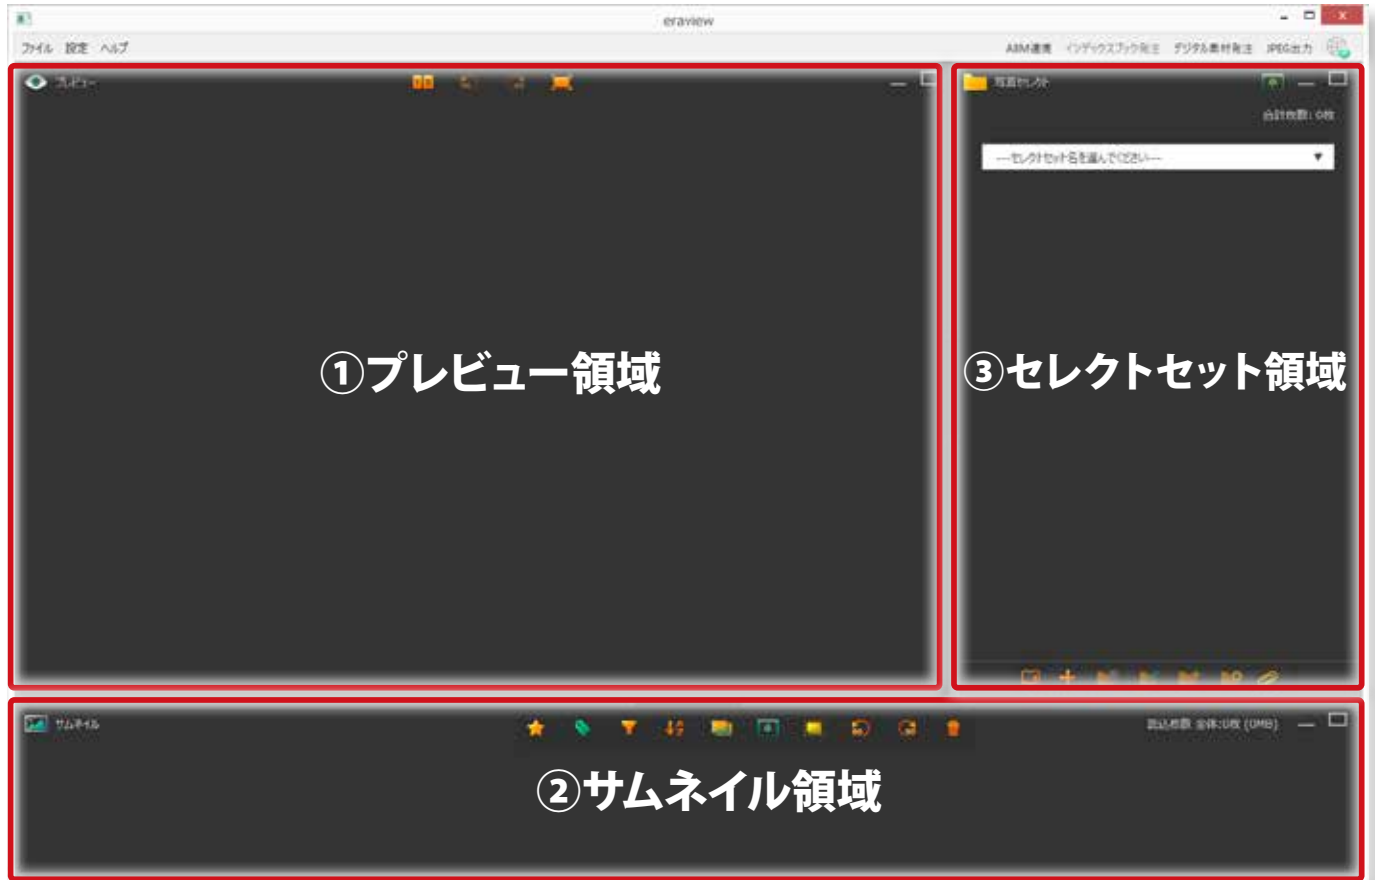 eraview
ファイル 設定 ヘルプ
AIM連携 インデックスブック発注 デジタル素材発注 JPEG出力
プレビュー
写真セレクト
合計枚数: 0枚
---セレクトセット名を選んでください---
①プレビュー領域
③セレクトセット領域
サムネイル
読込枚数 全体:0枚 (0MB)
②サムネイル領域